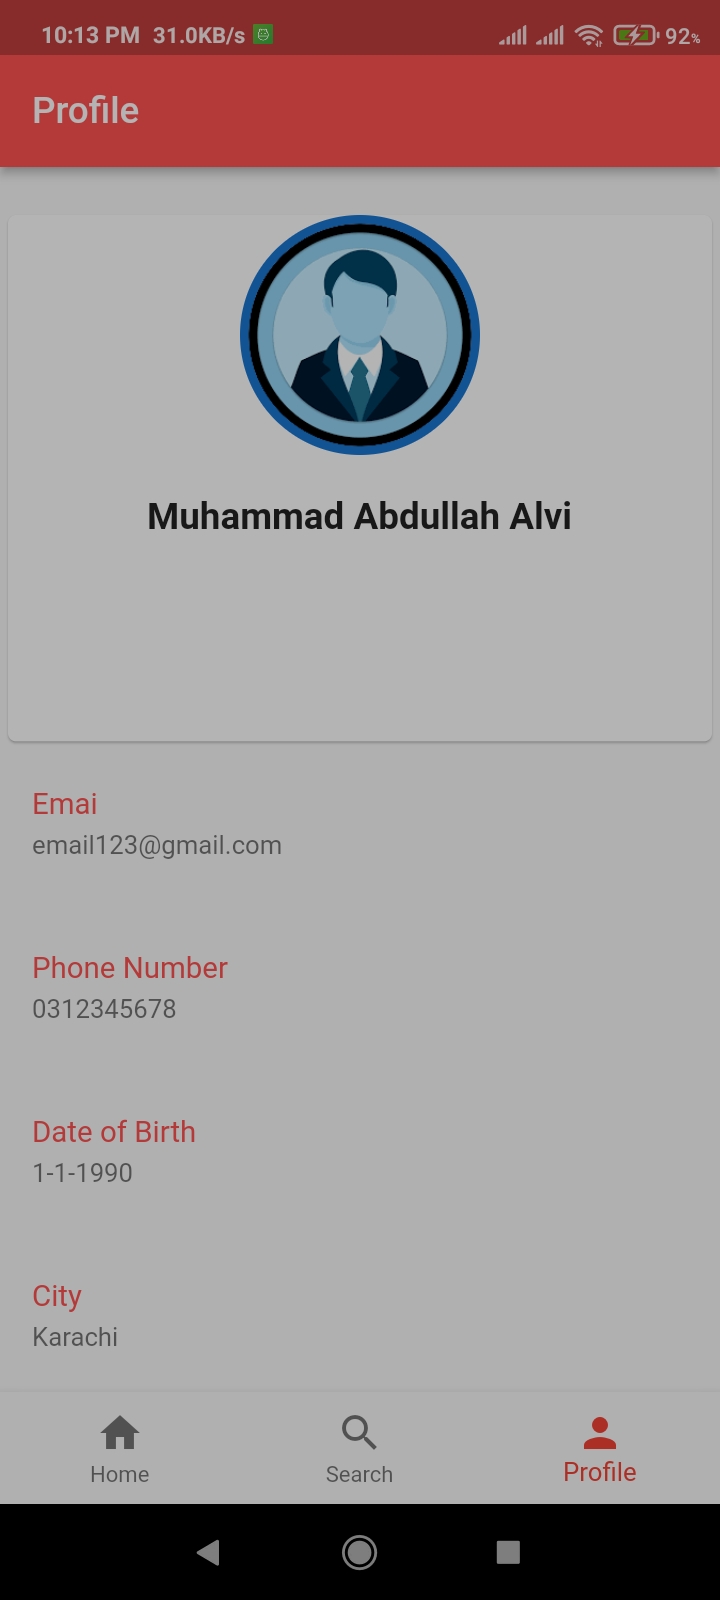 10:13 PM 31.0KB/s 92%
Profile
Muhammad Abdullah Alvi
Emai
email123@gmail.com
Phone Number
0312345678
Date of Birth
1-1-1990
City
Karachi
Home Search Profile